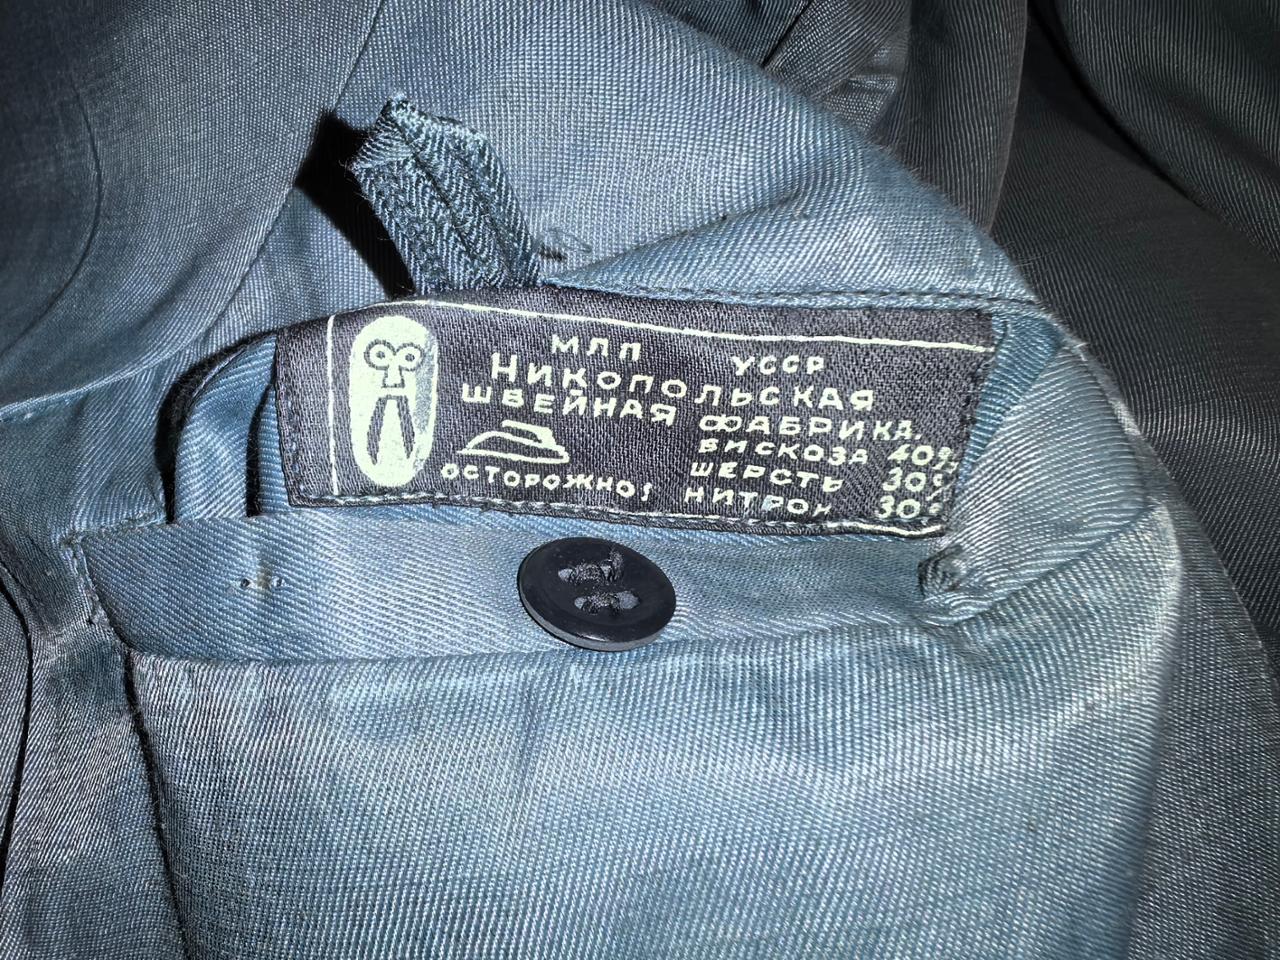 МЛП УССР
НИКОПОЛЬСКАЯ
ШВЕЙНАЯ ФАБРИКА.
ВИСКОЗА 40%
ШЕРСТЬ 30%
ОСТОРОЖНО! НИТРОН 30%